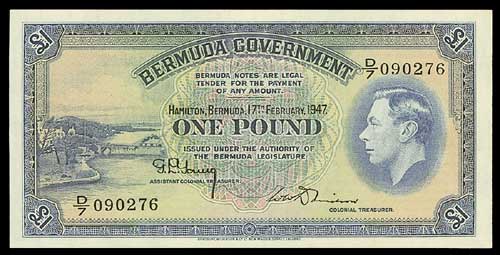 £1 £1
BERMUDA GOVERNMENT
D/7 090276
BERMUDA NOTES ARE LEGAL
TENDER FOR THE PAYMENT
OF ANY AMOUNT.
HAMILTON, BERMUDA, 17TH FEBRUARY, 1947.
ONE POUND
ISSUED UNDER THE AUTHORITY OF
THE BERMUDA LEGISLATURE
ASSISTANT COLONIAL TREASURER.
D/7 090276
COLONIAL TREASURER.
£1 £1